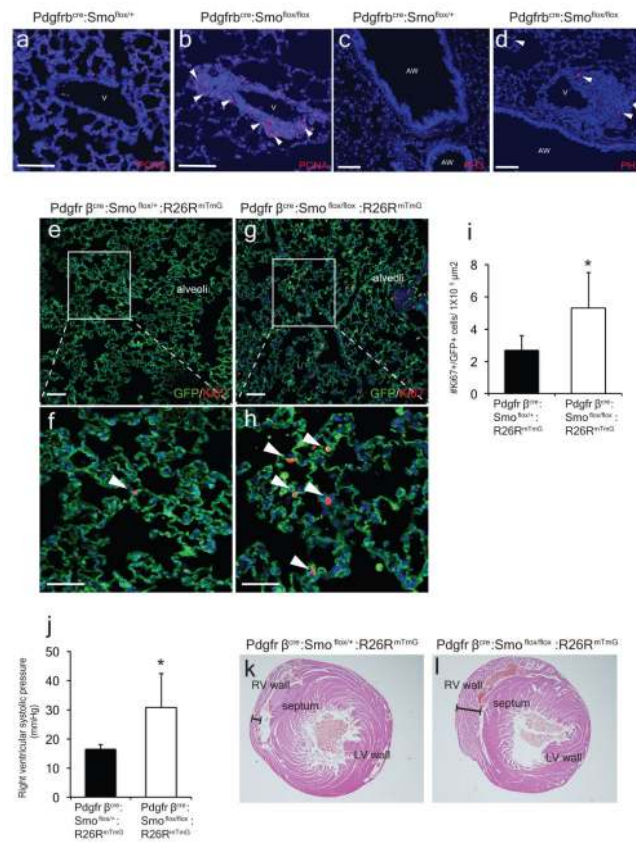 Pdgfrbcre:Smoflox/+
Pdgfrbcre:Smoflox/flox
Pdgfrbcre:Smoflox/+
Pdgfrbcre:Smoflox/flox
a
b
c
d
V
V
AW
AW
V
AW
PCNA
PCNA
Pdgfr βcre:Smo flox/+ :R26RmTmG
Pdgfr βcre:Smo flox/flox :R26RmTmG
e
g
alveoli
alveoli
GFP/Ki67
GFP/
f
h
i
#Ki67+/GFP+ cells/ 1X10 5 µm2
8
6
4
2
0
*
Pdgfr βcre:
Smoflox/+ :
R26RmTmG
Pdgfr βcre:
Smoflox/flox :
R26RmTmG
j
Right ventricular systolic pressure
(mmHg)
50
40
30
20
10
0
*
Pdgfr βcre:
Smoflox/+ :
R26RmTmG
Pdgfr βcre:
Smoflox/flox :
R26RmTmG
Pdgfr βcre:Smo flox/+ :R26RmTmG
Pdgfr βcre:Smo flox/flox :R26RmTmG
k
RV wall
septum
LV wall
l
RV wall
septum
LV wall